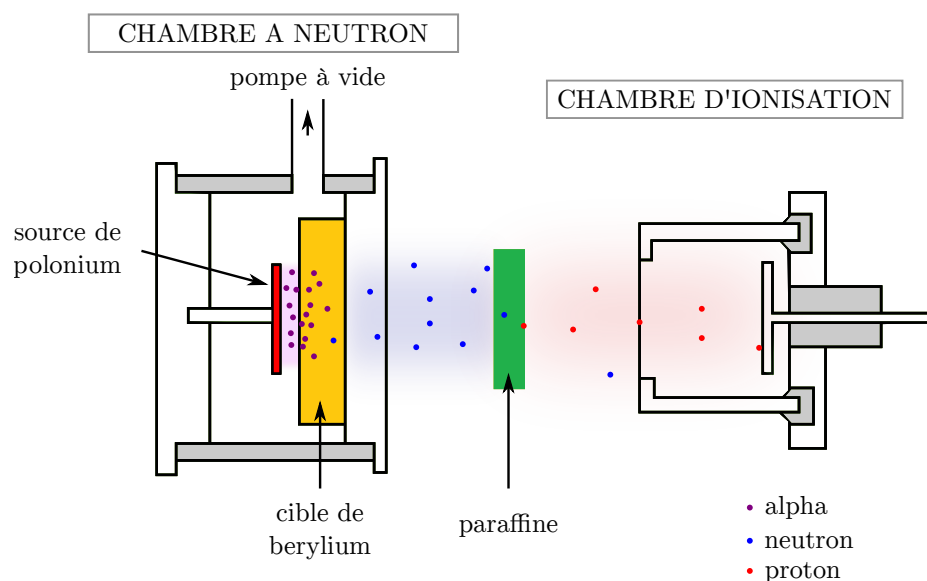 CHAMBRE A NEUTRON
pompe à vide
CHAMBRE D'IONISATION
source de
polonium
cible de
berylium
paraffine
alpha
neutron
proton